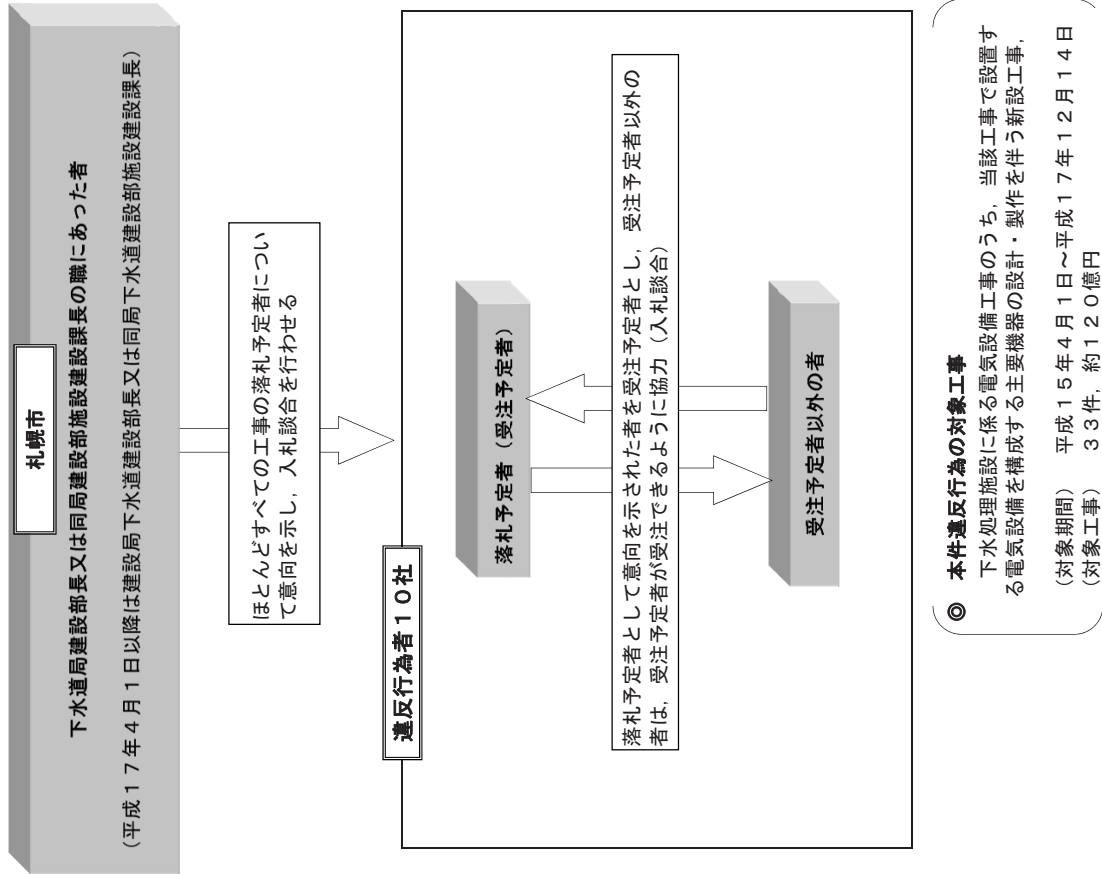 札幌市
下水道局建設部長又は同局建設部施設建設課長の職にあった者
（平成１７年４月１日以降は建設局下水道建設部長又は同局下水道建設部施設建設課長）
ほとんどすべての工事の落札予定者につい
て意向を示し，入札談合を行わせる
違反行為者１０社
落札予定者（受注予定者）
落札予定者として意向を示された者を受注予定者とし，受注予定者以外の
者は，受注予定者が受注できるように協力（入札談合）
受注予定者以外の者
◎ 本件違反行為の対象工事
下水処理施設に係る電気設備工事のうち，当該工事で設置す
る電気設備を構成する主要機器の設計・製作を伴う新設工事，
（対象期間） 平成１５年４月１日～平成１７年１２月１４日
（対象工事） ３３件，約１２０億円